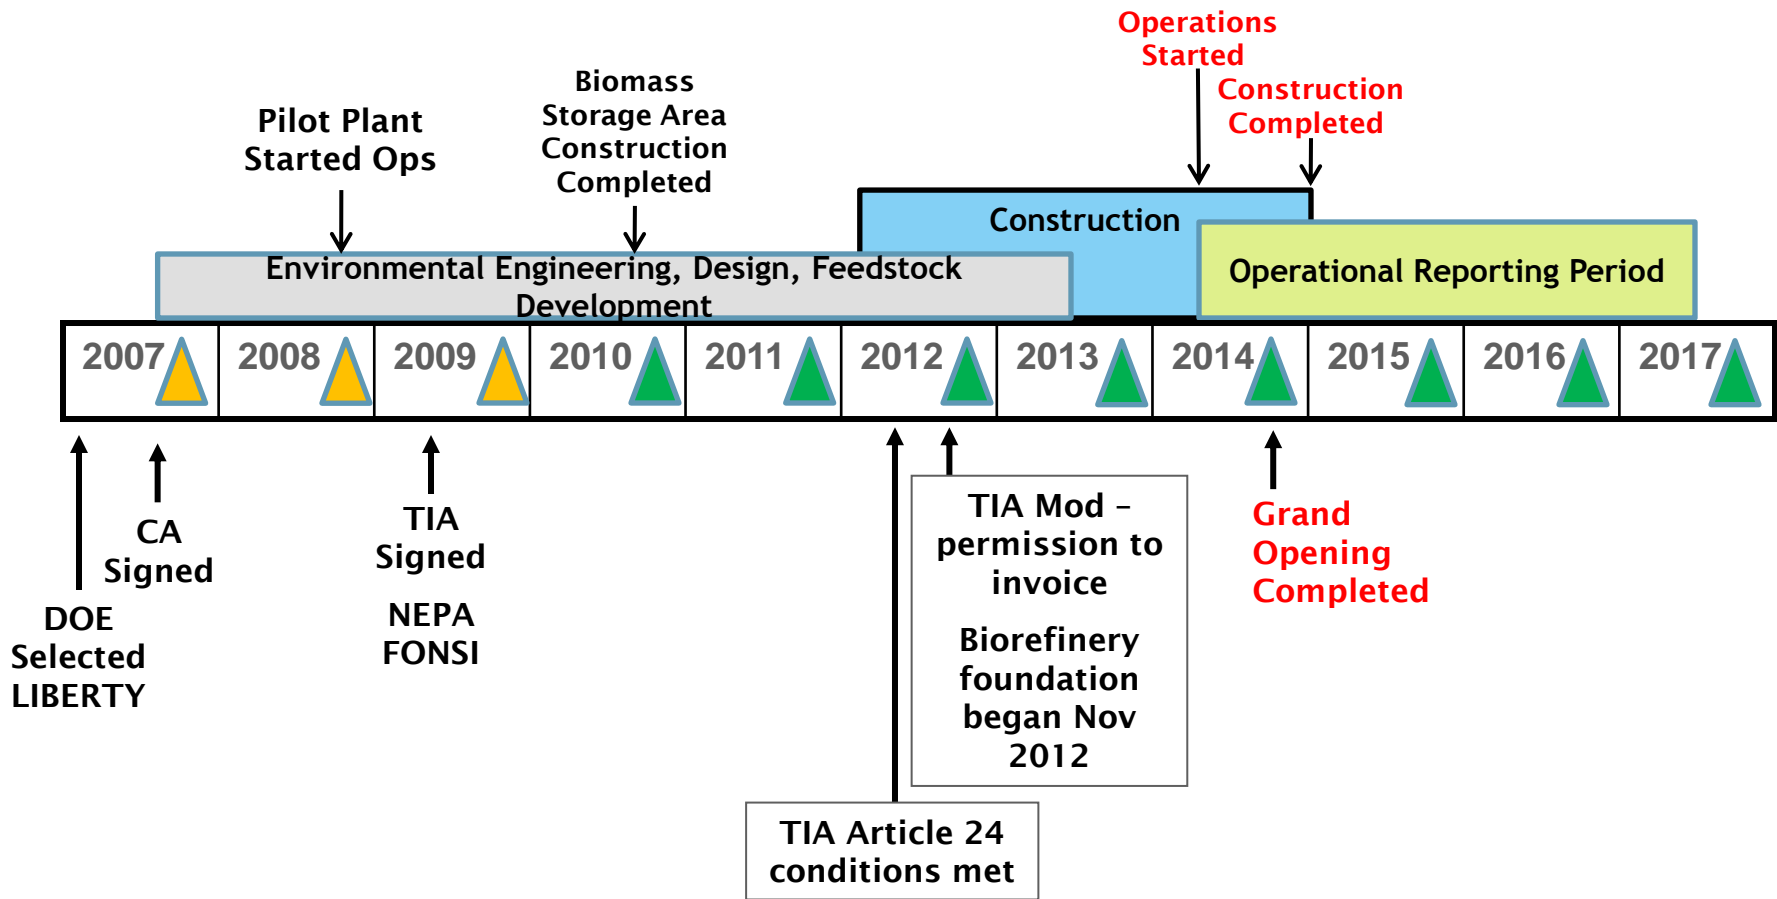 Operations
Started
Construction
Completed
Biomass
Storage Area
Construction
Completed
Pilot Plant
Started Ops
Construction
Environmental Engineering, Design, Feedstock
Development
Operational Reporting Period
2007 2008 2009 2010 2011 2012 2013 2014 2015 2016 2017
CA
Signed
DOE
Selected
LIBERTY
TIA
Signed
NEPA
FONSI
TIA Mod –
permission to
invoice
Biorefinery
foundation
began Nov
2012
Grand
Opening
Completed
TIA Article 24
conditions met